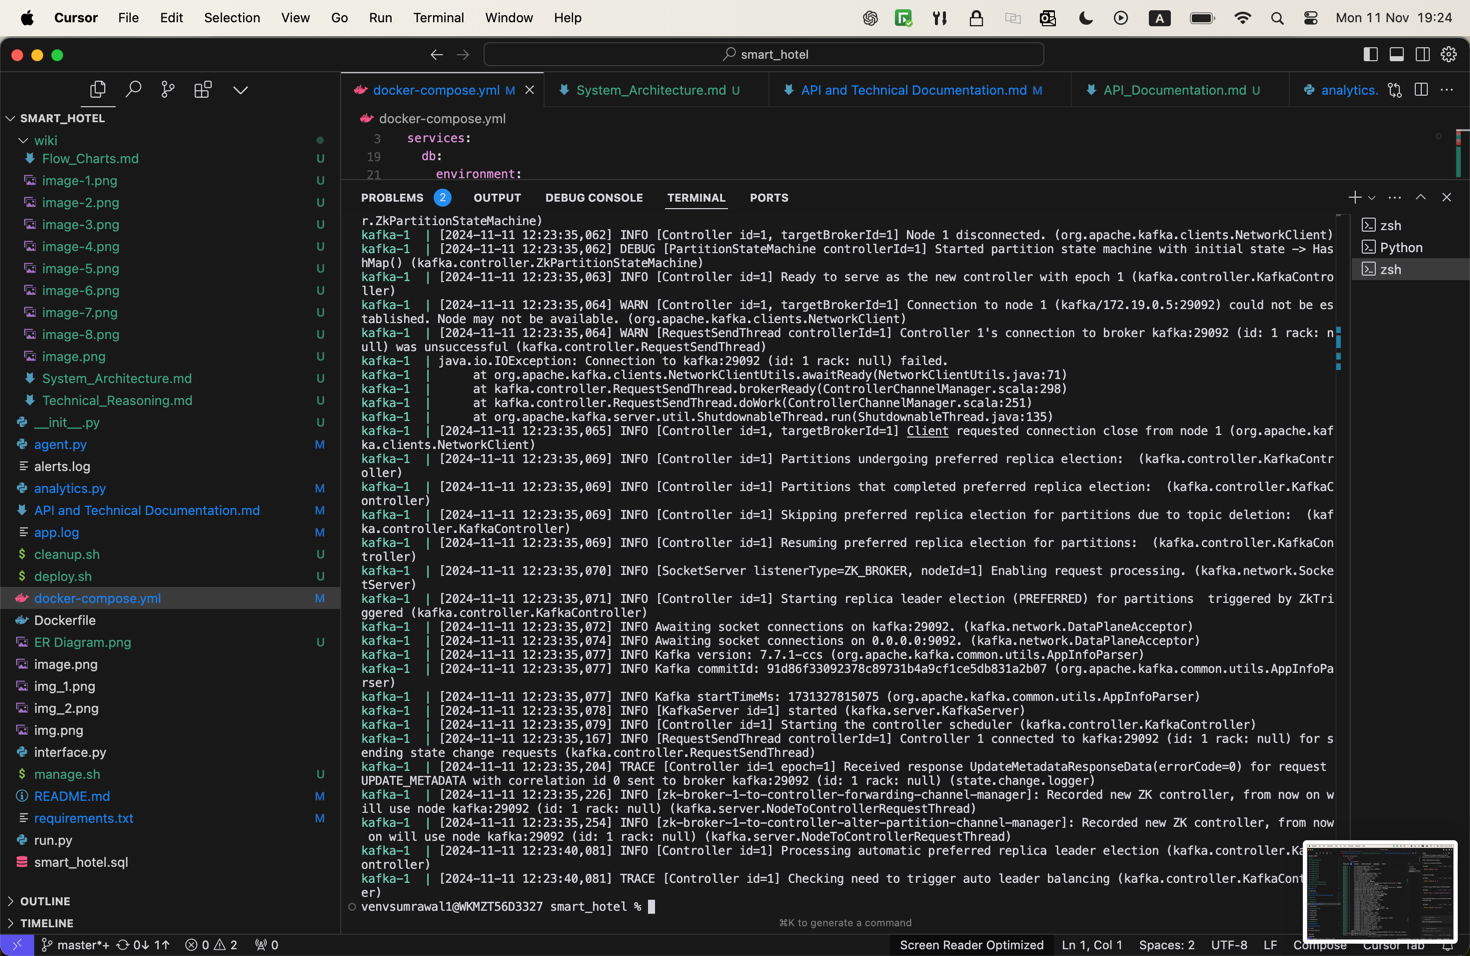 Cursor File Edit Selection View Go Run Terminal Window Help A Mon 11 Nov 19:24
smart_hotel
docker-compose.yml M
System_Architecture.md U
API and Technical Documentation.md M
API_Documentation.md U
analytics.
SMART_HOTEL
wiki
Flow_Charts.md U
image-1.png U
image-2.png U
image-3.png U
image-4.png U
image-5.png U
image-6.png U
image-7.png U
image-8.png U
image.png U
System_Architecture.md U
Technical_Reasoning.md U
__init__.py U
agent.py M
alerts.log
analytics.py M
API and Technical Documentation.md M
app.log M
cleanup.sh U
deploy.sh U
docker-compose.yml M
Dockerfile
ER Diagram.png U
image.png
img_1.png
img_2.png
img.png
interface.py
manage.sh U
README.md M
requirements.txt M
run.py
smart_hotel.sql
OUTLINE
TIMELINE
docker-compose.yml
3 services:
19 db:
21 environment:
PROBLEMS 2 OUTPUT DEBUG CONSOLE TERMINAL PORTS
zsh
Python
zsh
r.ZkPartitionStateMachine)
kafka-1 | [2024-11-11 12:23:35,062] INFO [Controller id=1, targetBrokerId=1] Node 1 disconnected. (org.apache.kafka.clients.NetworkClient)
kafka-1 | [2024-11-11 12:23:35,062] DEBUG [PartitionStateMachine controllerId=1] Started partition state machine with initial state -> Has
hMap() (kafka.controller.ZkPartitionStateMachine)
kafka-1 | [2024-11-11 12:23:35,063] INFO [Controller id=1] Ready to serve as the new controller with epoch 1 (kafka.controller.KafkaContro
ller)
kafka-1 | [2024-11-11 12:23:35,064] WARN [Controller id=1, targetBrokerId=1] Connection to node 1 (kafka/172.19.0.5:29092) could not be es
tablished. Node may not be available. (org.apache.kafka.clients.NetworkClient)
kafka-1 | [2024-11-11 12:23:35,064] WARN [RequestSendThread controllerId=1] Controller 1's connection to broker kafka:29092 (id: 1 rack: n
ull) was unsuccessful (kafka.controller.RequestSendThread)
kafka-1 | java.io.IOException: Connection to kafka:29092 (id: 1 rack: null) failed.
kafka-1 | at org.apache.kafka.clients.NetworkClientUtils.awaitReady(NetworkClientUtils.java:71)
kafka-1 | at kafka.controller.RequestSendThread.brokerReady(ControllerChannelManager.scala:298)
kafka-1 | at kafka.controller.RequestSendThread.doWork(ControllerChannelManager.scala:251)
kafka-1 | at org.apache.kafka.server.util.ShutdownableThread.run(ShutdownableThread.java:135)
kafka-1 | [2024-11-11 12:23:35,065] INFO [Controller id=1, targetBrokerId=1] Client requested connection close from node 1 (org.apache.kaf
ka.clients.NetworkClient)
kafka-1 | [2024-11-11 12:23:35,069] INFO [Controller id=1] Partitions undergoing preferred replica election: (kafka.controller.KafkaContr
oller)
kafka-1 | [2024-11-11 12:23:35,069] INFO [Controller id=1] Partitions that completed preferred replica election: (kafka.controller.KafkaC
ontroller)
kafka-1 | [2024-11-11 12:23:35,069] INFO [Controller id=1] Skipping preferred replica election for partitions due to topic deletion: (kaf
ka.controller.KafkaController)
kafka-1 | [2024-11-11 12:23:35,069] INFO [Controller id=1] Resuming preferred replica election for partitions: (kafka.controller.KafkaCon
troller)
kafka-1 | [2024-11-11 12:23:35,070] INFO [SocketServer listenerType=ZK_BROKER, nodeId=1] Enabling request processing. (kafka.network.Socke
tServer)
kafka-1 | [2024-11-11 12:23:35,071] INFO [Controller id=1] Starting replica leader election (PREFERRED) for partitions triggered by ZkTri
ggered (kafka.controller.KafkaController)
kafka-1 | [2024-11-11 12:23:35,072] INFO Awaiting socket connections on kafka:29092. (kafka.network.DataPlaneAcceptor)
kafka-1 | [2024-11-11 12:23:35,074] INFO Awaiting socket connections on 0.0.0.0:9092. (kafka.network.DataPlaneAcceptor)
kafka-1 | [2024-11-11 12:23:35,077] INFO Kafka version: 7.7.1-ccs (org.apache.kafka.common.utils.AppInfoParser)
kafka-1 | [2024-11-11 12:23:35,077] INFO Kafka commitId: 91d86f33092378c89731b4a9cf1ce5db831a2b07 (org.apache.kafka.common.utils.AppInfoPa
rser)
kafka-1 | [2024-11-11 12:23:35,077] INFO Kafka startTimeMs: 1731327815075 (org.apache.kafka.common.utils.AppInfoParser)
kafka-1 | [2024-11-11 12:23:35,078] INFO [KafkaServer id=1] started (kafka.server.KafkaServer)
kafka-1 | [2024-11-11 12:23:35,079] INFO [Controller id=1] Starting the controller scheduler (kafka.controller.KafkaController)
kafka-1 | [2024-11-11 12:23:35,167] INFO [RequestSendThread controllerId=1] Controller 1 connected to kafka:29092 (id: 1 rack: null) for s
ending state change requests (kafka.controller.RequestSendThread)
kafka-1 | [2024-11-11 12:23:35,204] TRACE [Controller id=1 epoch=1] Received response UpdateMetadataResponseData(errorCode=0) for request
UPDATE_METADATA with correlation id 0 sent to broker kafka:29092 (id: 1 rack: null) (state.change.logger)
kafka-1 | [2024-11-11 12:23:35,226] INFO [zk-broker-1-to-controller-forwarding-channel-manager]: Recorded new ZK controller, from now on w
ill use node kafka:29092 (id: 1 rack: null) (kafka.server.NodeToControllerRequestThread)
kafka-1 | [2024-11-11 12:23:35,254] INFO [zk-broker-1-to-controller-alter-partition-channel-manager]: Recorded new ZK controller, from now
on will use node kafka:29092 (id: 1 rack: null) (kafka.server.NodeToControllerRequestThread)
kafka-1 | [2024-11-11 12:23:40,081] INFO [Controller id=1] Processing automatic preferred replica leader election (kafka.controller.Ka
ontroller)
kafka-1 | [2024-11-11 12:23:40,081] TRACE [Controller id=1] Checking need to trigger auto leader balancing (kafka.controller.KafkaCont
er)
venvsumrawal1@WKMZT56D3327 smart_hotel %
⌘K to generate a command
master*+ 0↓ 1↑ 0 2 0 Screen Reader Optimized Ln 1, Col 1 Spaces: 2 UTF-8 LF Compose Cursor Tab